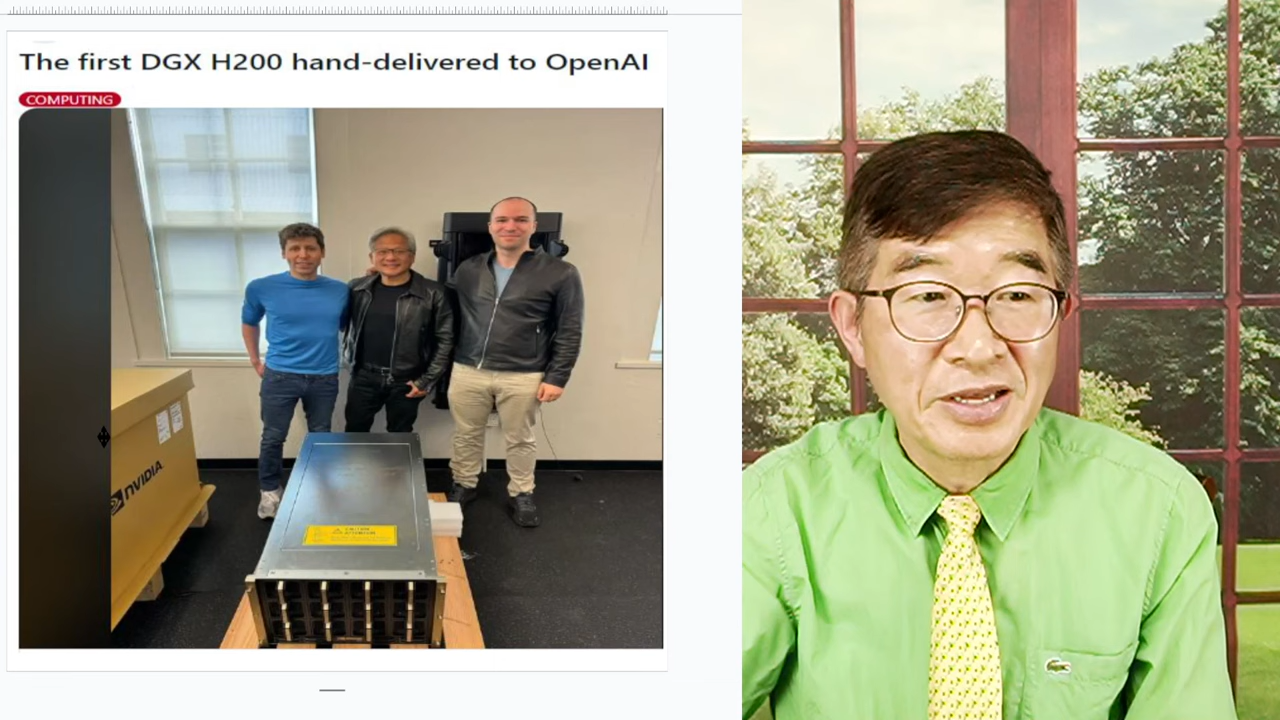 The first DGX H200 hand-delivered to OpenAI
COMPUTING
NVIDIA